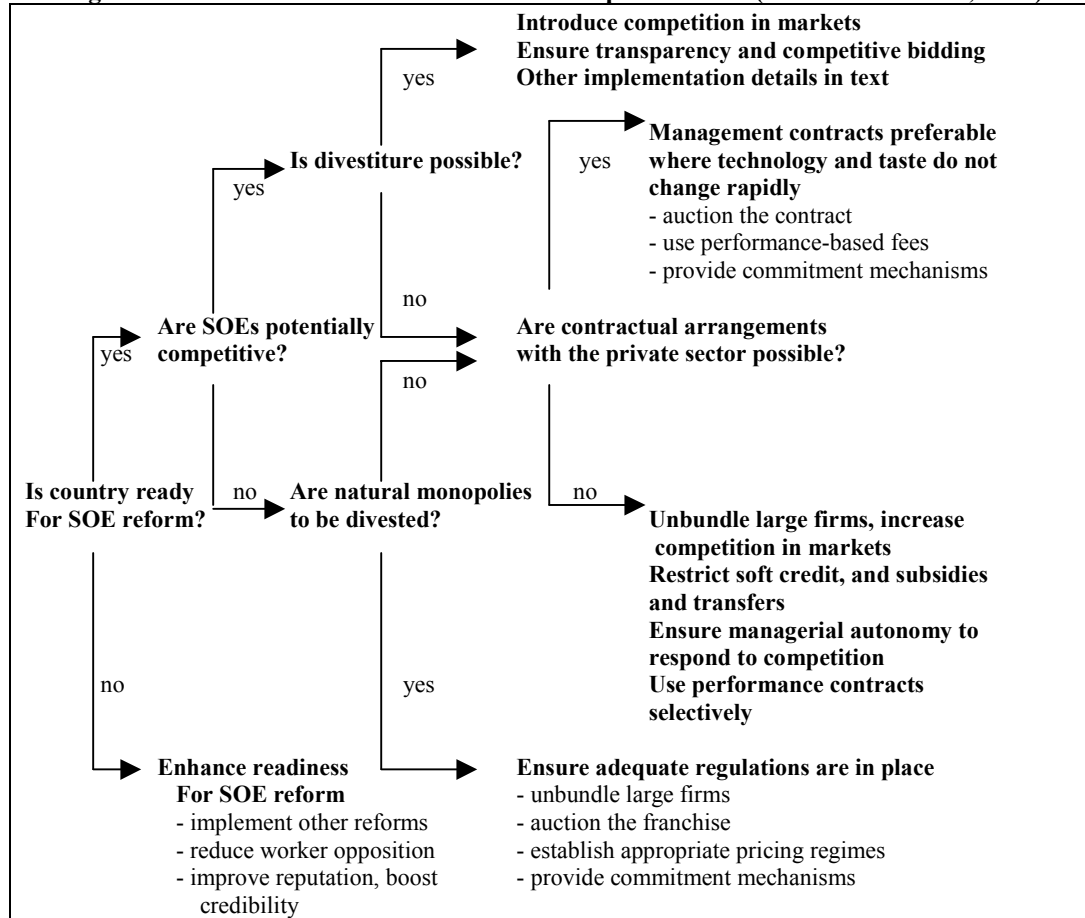 Introduce competition in markets
Ensure transparency and competitive bidding
Other implementation details in text
yes
Management contracts preferable
where technology and taste do not
change rapidly
- auction the contract
- use performance-based fees
- provide commitment mechanisms
yes
Is divestiture possible?
yes
no
Are SOEs potentially
competitive?
yes
Are contractual arrangements
with the private sector possible?
no
Is country ready
For SOE reform?
no
Are natural monopolies
to be divested?
no
Unbundle large firms, increase
competition in markets
Restrict soft credit, and subsidies
and transfers
Ensure managerial autonomy to
respond to competition
Use performance contracts
selectively
no
yes
Enhance readiness
For SOE reform
- implement other reforms
- reduce worker opposition
- improve reputation, boost
credibility
Ensure adequate regulations are in place
- unbundle large firms
- auction the franchise
- establish appropriate pricing regimes
- provide commitment mechanisms